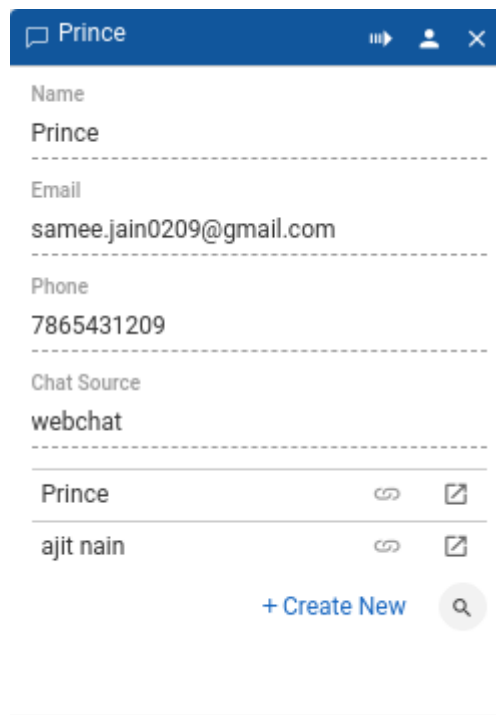 Prince
Name
Prince
Email
samee.jain0209@gmail.com
Phone
7865431209
Chat Source
webchat
Prince
ajit nain
+ Create New